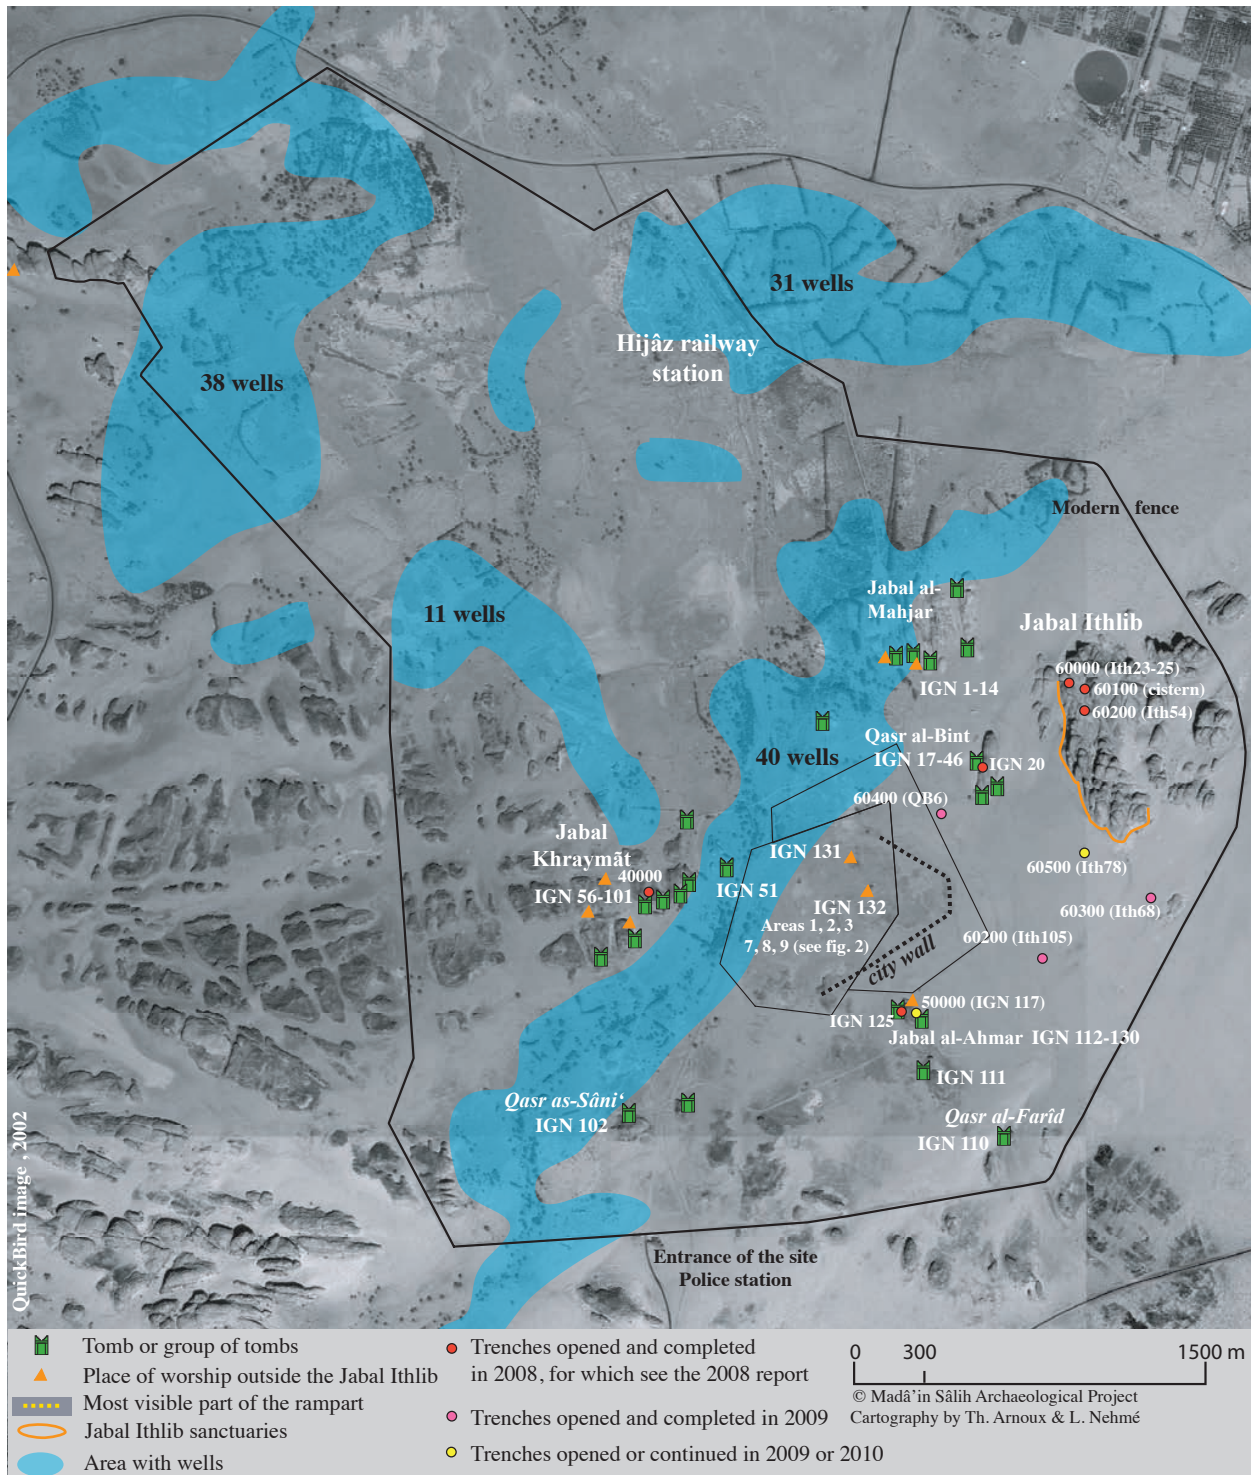 31 wells
Hijâz railway
station
38 wells
Modern fence
Jabal al-
Mahjar
11 wells
Jabal Ithlib
60000 (Ith23-25)
60100 (cistern)
IGN 1-14
60200 (Ith54)
Qasr al-Bint
IGN 17-46
IGN 20
40 wells
60400 (QB6)
Jabal
Khraymât
IGN 131
60500 (Ith78)
40000
IGN 56-101
IGN 51
IGN 132
60300 (Ith68)
Areas 1, 2, 3
7, 8, 9 (see fig. 2)
60200 (Ith105)
city wall
50000 (IGN 117)
IGN 125
Jabal al-Ahmar IGN 112-130
IGN 111
Qasr as-Sâni‘
IGN 102
Qasr al-Farîd
IGN 110
QuickBird image , 2002
Entrance of the site
Police station
Tomb or group of tombs
Place of worship outside the Jabal Ithlib
Most visible part of the rampart
Jabal Ithlib sanctuaries
Area with wells
Trenches opened and completed
in 2008, for which see the 2008 report
Trenches opened and completed in 2009
Trenches opened or continued in 2009 or 2010
0 300 1500 m
© Madâ’in Sâlih Archaeological Project
Cartography by Th. Arnoux & L. Nehmé